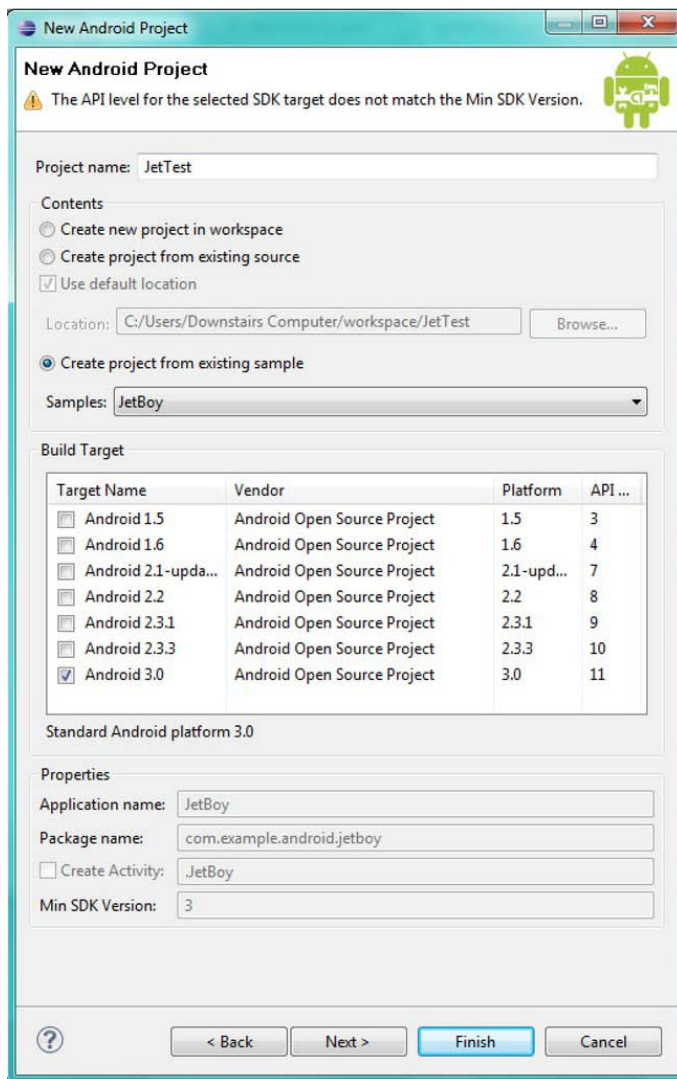 New Android Project
New Android Project
The API level for the selected SDK target does not match the Min SDK Version.
Project name: JetTest
Contents
Create new project in workspace
Create project from existing source
Use default location
Location: C:/Users/Downstairs Computer/workspace/JetTest Browse...
Create project from existing sample
Samples: JetBoy
Build Target
Target Name Vendor Platform API ...
Android 1.5 Android Open Source Project 1.5 3
Android 1.6 Android Open Source Project 1.6 4
Android 2.1-upda... Android Open Source Project 2.1-upd... 7
Android 2.2 Android Open Source Project 2.2 8
Android 2.3.1 Android Open Source Project 2.3.1 9
Android 2.3.3 Android Open Source Project 2.3.3 10
Android 3.0 Android Open Source Project 3.0 11
Standard Android platform 3.0
Properties
Application name: JetBoy
Package name: com.example.android.jetboy
Create Activity: .JetBoy
Min SDK Version: 3
? < Back Next > Finish Cancel